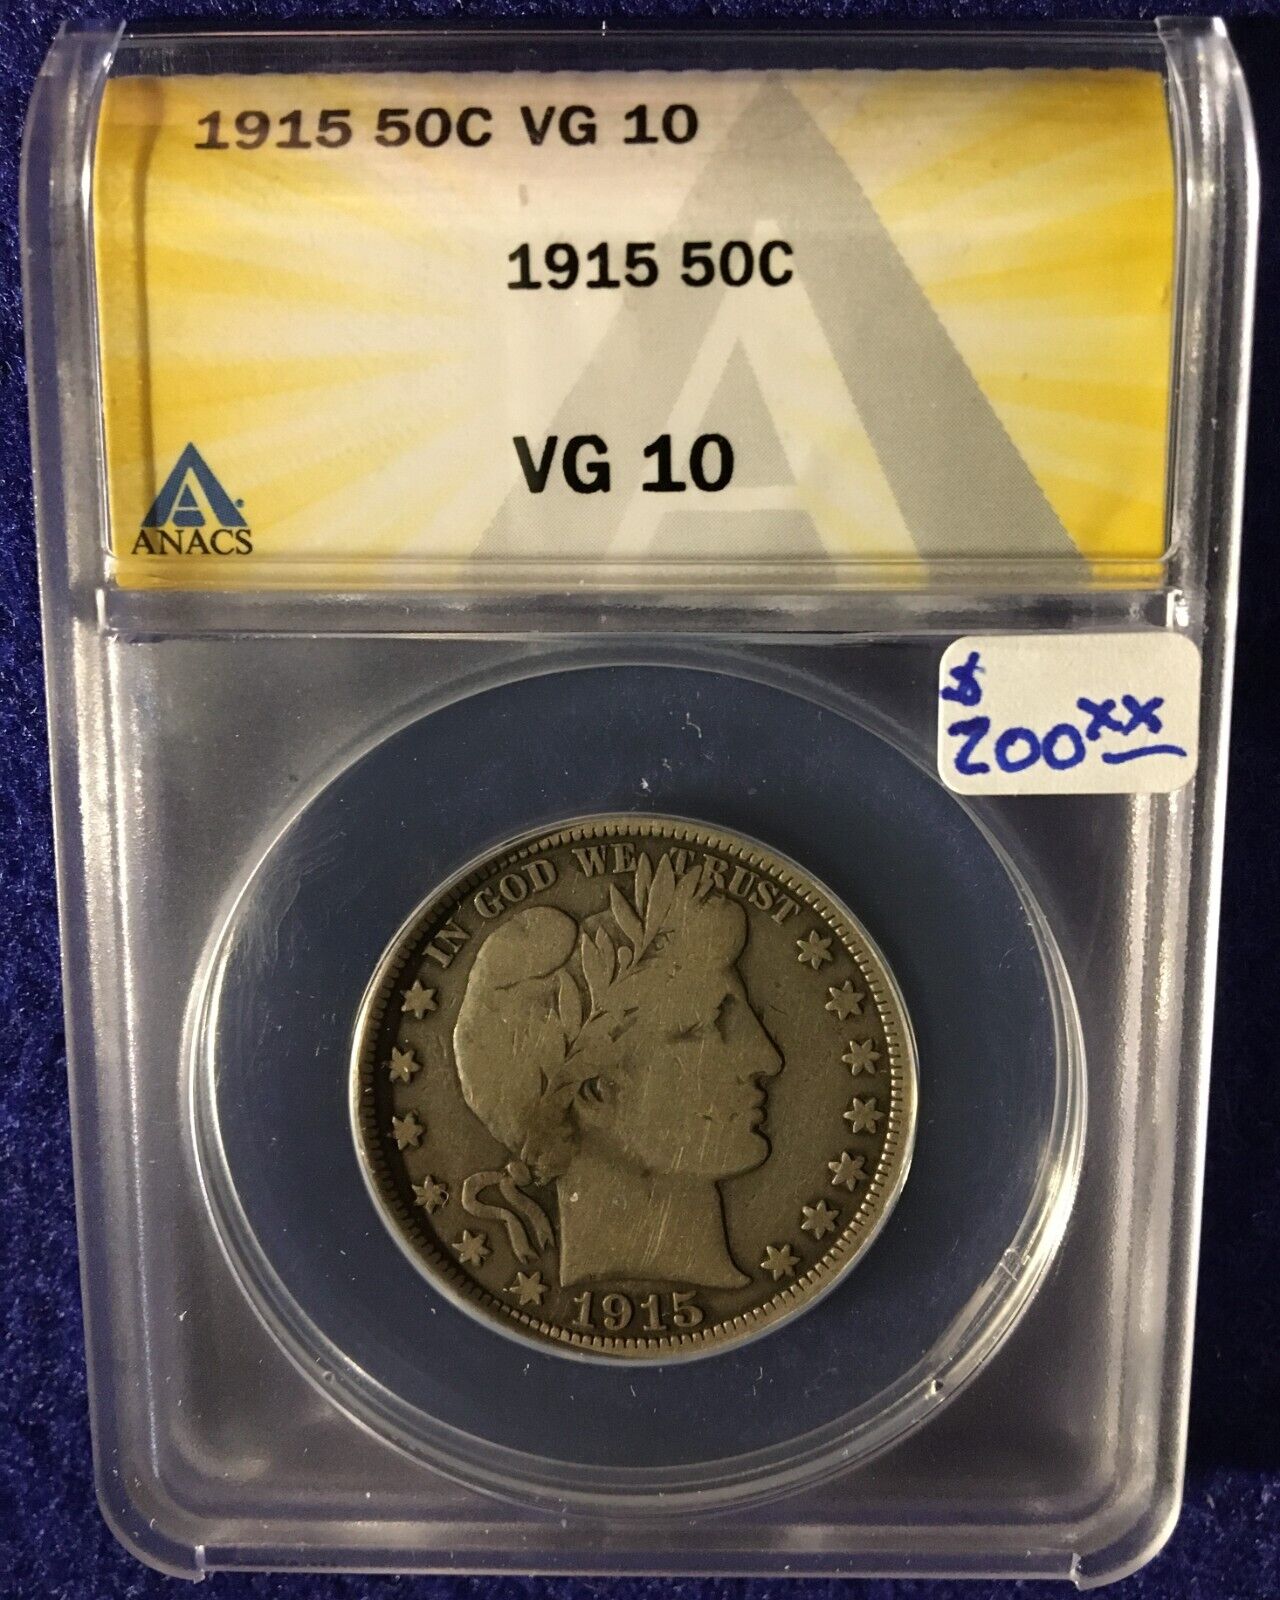 1915 50C VG 10
1915 50C
VG 10
ANACS
$
200xx
IN GOD WE TRUST
1915